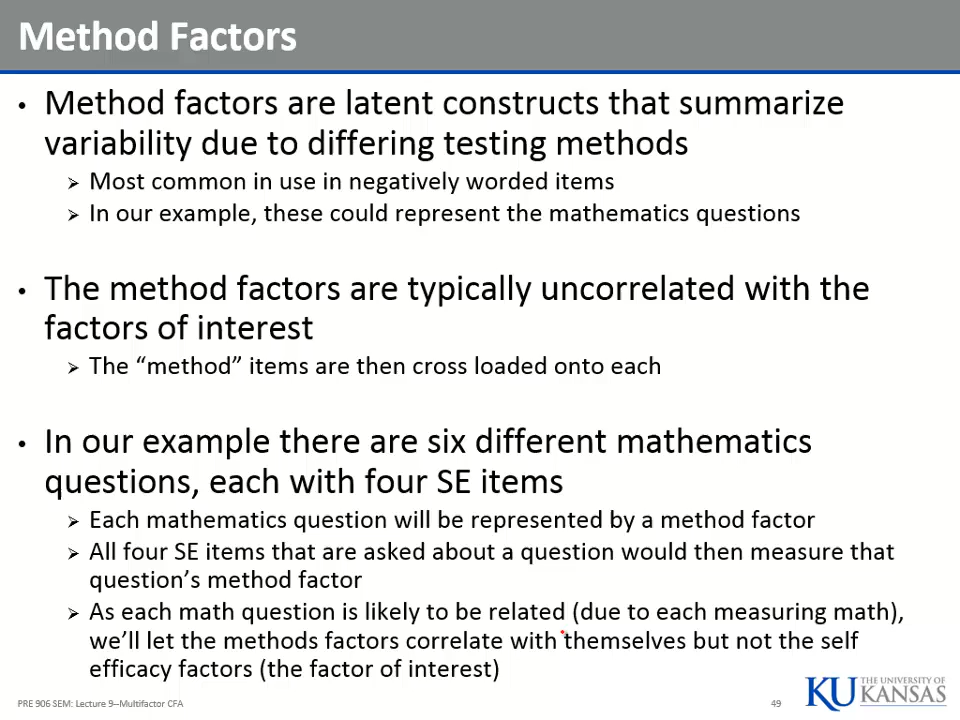 Method Factors
• Method factors are latent constructs that summarize
variability due to differing testing methods
➢ Most common in use in negatively worded items
➢ In our example, these could represent the mathematics questions
• The method factors are typically uncorrelated with the
factors of interest
➢ The “method” items are then cross loaded onto each
• In our example there are six different mathematics
questions, each with four SE items
➢ Each mathematics question will be represented by a method factor
➢ All four SE items that are asked about a question would then measure that
question’s method factor
➢ As each math question is likely to be related (due to each measuring math),
we’ll let the methods factors correlate with themselves but not the self
efficacy factors (the factor of interest)
PRE 906 SEM: Lecture 9--Multifactor CFA
49
KU THE UNIVERSITY OF
KANSAS